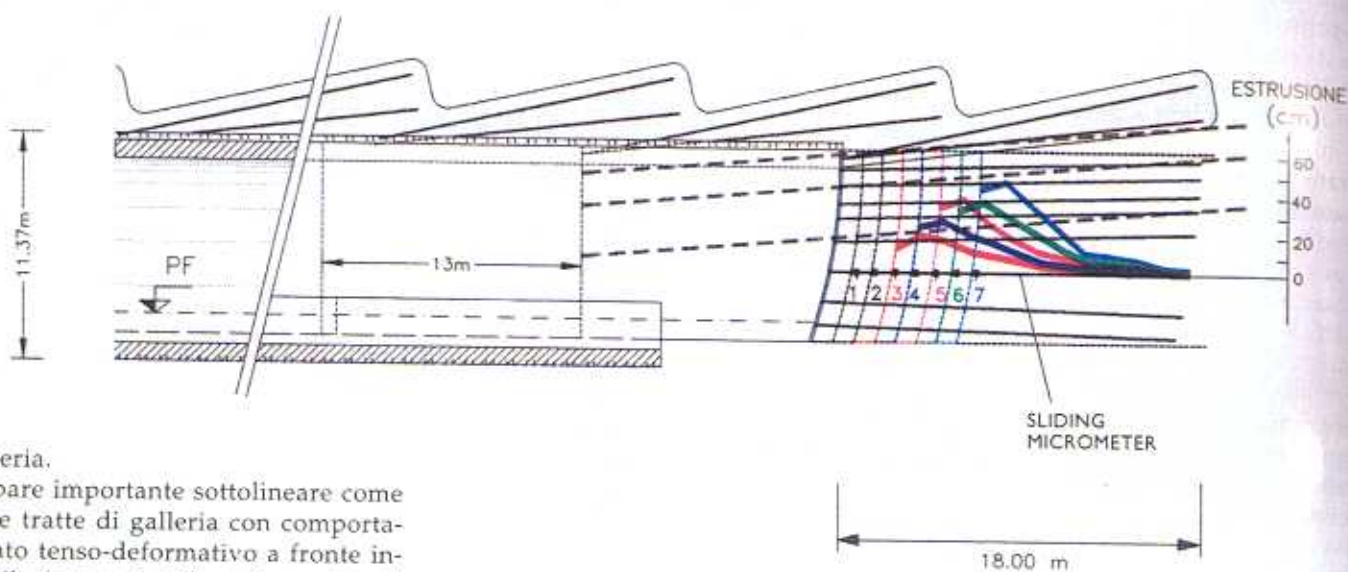 ESTRUSIONE
(cm)
60
40
20
0
11.37m
PF
13m
1 2 3 4 5 6 7
SLIDING
MICROMETER
18.00 m
eria.
pare importante sottolineare come
e tratte di galleria con comporta-
to tenso-deformativo a fronte in-